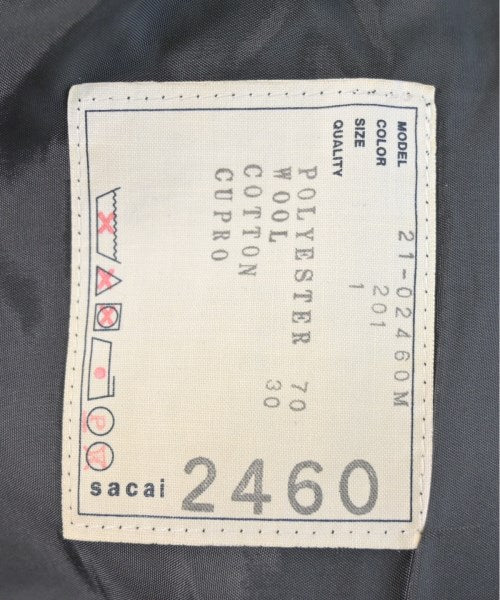 MODEL 21-02460M
COLOR 201
SIZE 1
QUALITY
POLYESTER 70
WOOL 30
COTTON
CUPRO
P W
sacai 2460